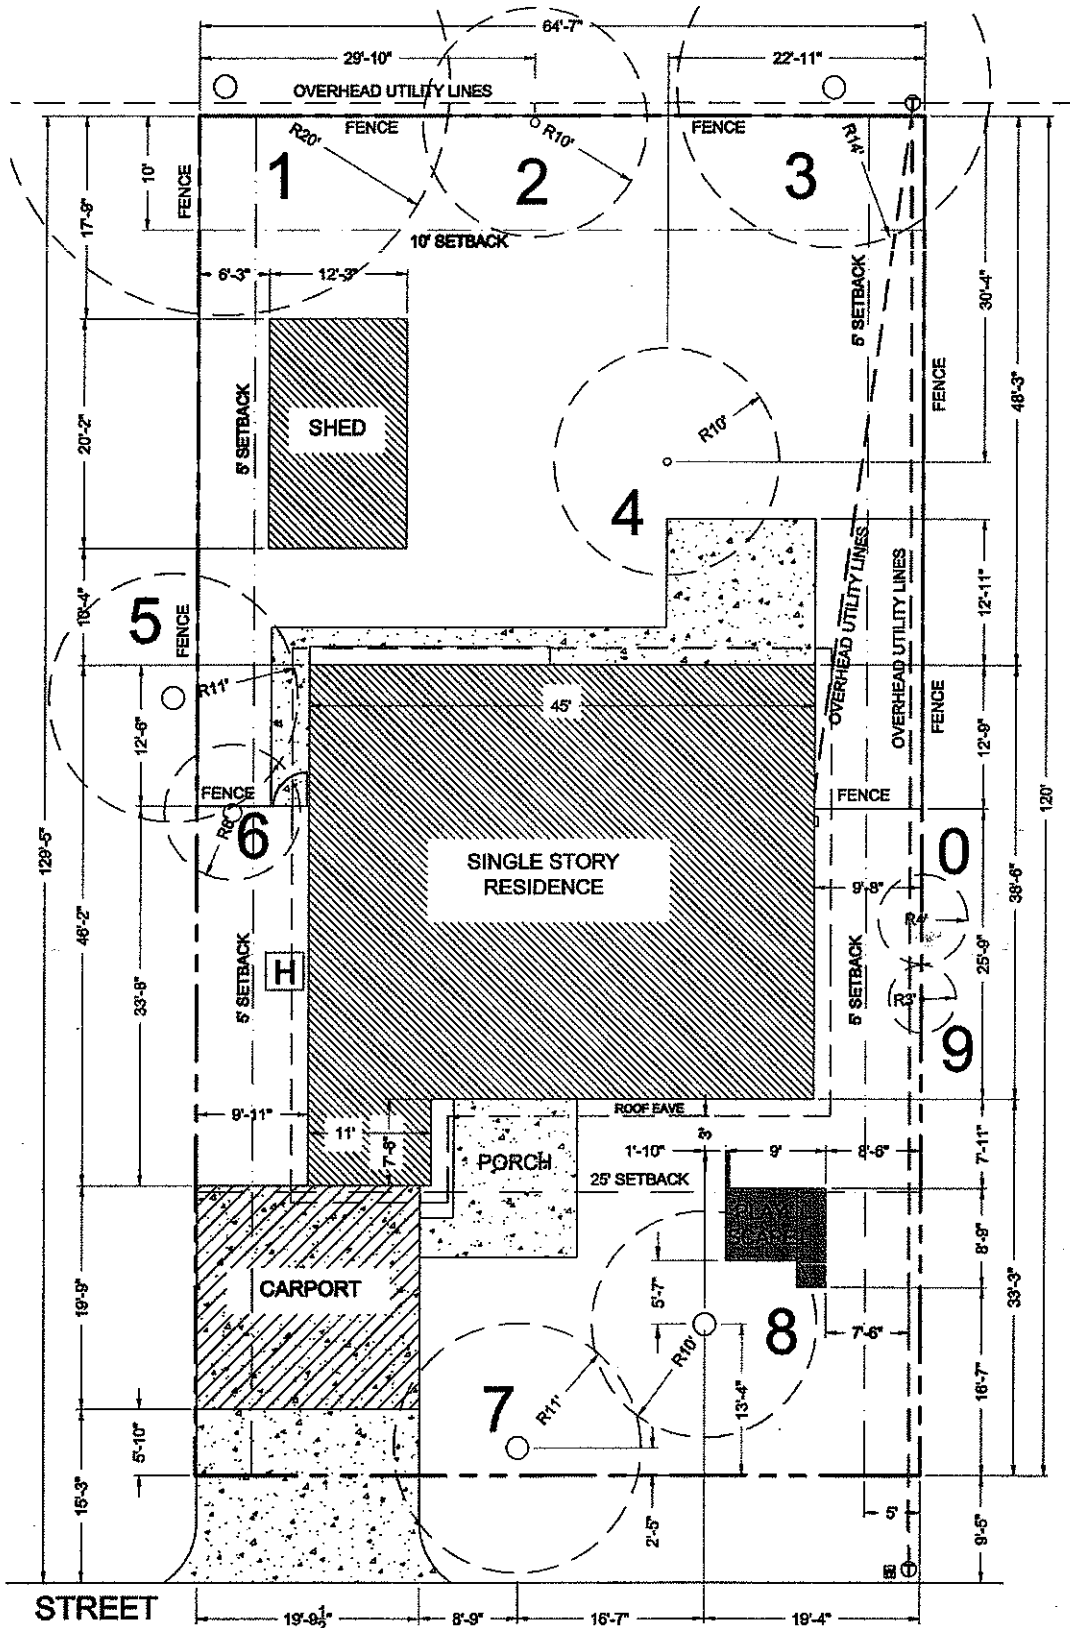 64'-7"
29'-10"
22'-11"
OVERHEAD UTILITY LINES
FENCE
FENCE
R20'
R10'
R14'
1
2
3
FENCE
10'
17'-9"
10' SETBACK
6'-3"
12'-3"
5' SETBACK
30'-4"
48'-3"
FENCE
SHED
5' SETBACK
20'-2"
R10'
4
12'-11"
OVERHEAD UTILITY LINES
OVERHEAD UTILITY LINES
5
FENCE
10'-4"
R11'
45'
12'-6"
FENCE
12'-9"
FENCE
FENCE
120'
R8'
6
129'-5"
SINGLE STORY
RESIDENCE
0
38'-6"
9'-8"
46'-2"
R4'
25'-9"
5' SETBACK
H
33'-8"
5' SETBACK
R3'
9
9'-11"
11'
7'-8"
ROOF EAVE
3'
1'-10"
9'
8'-6"
7'-11"
PORCH
25' SETBACK
8'-9"
CARPORT
19'-9"
5'-7"
8
7'-6"
33'-3"
R10'
7
R11'
13'-4"
16'-7"
5'-10"
15'-3"
2'-5"
5'
9'-5"
STREET
19'-9½"
8'-9"
16'-7"
19'-4"